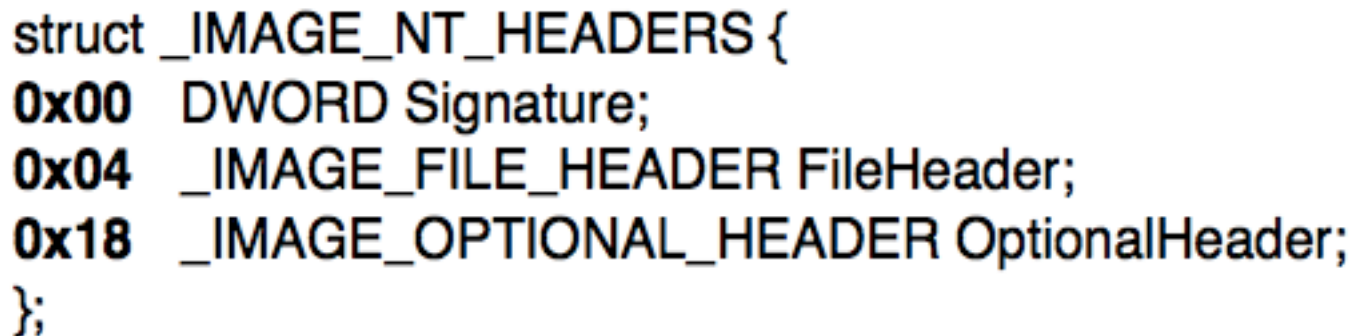 struct _IMAGE_NT_HEADERS {
0x00 DWORD Signature;
0x04 _IMAGE_FILE_HEADER FileHeader;
0x18 _IMAGE_OPTIONAL_HEADER OptionalHeader;
};